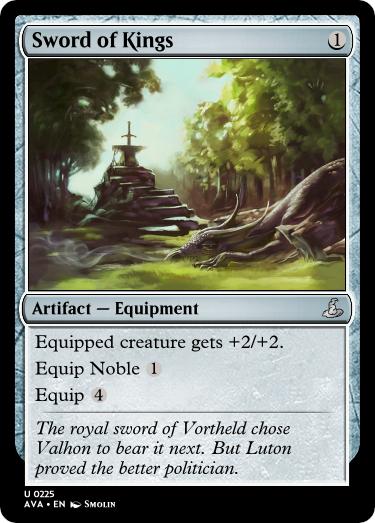 Sword of Kings 1
Artifact — Equipment
Equipped creature gets +2/+2.
Equip Noble 1
Equip 4
The royal sword of Vortheld chose
Valhon to bear it next. But Luton
proved the better politician.
U 0225
AVA • EN Smolin